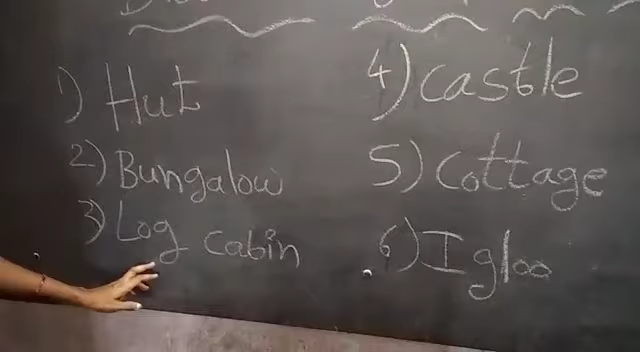 1) Hut
2) Bungalow
3) Log cabin
4) castle
5) cottage
6) Igloo